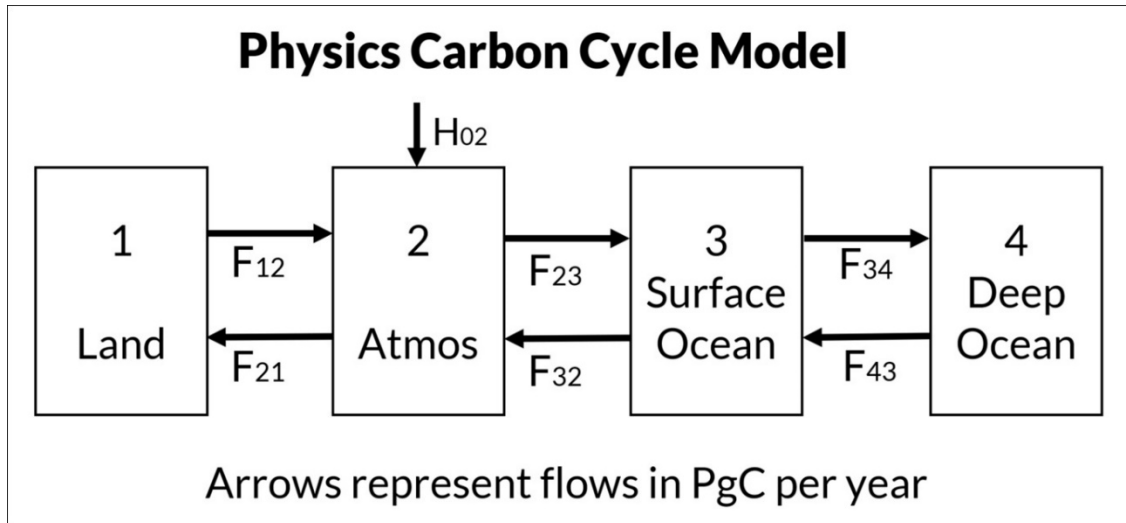 Physics Carbon Cycle Model
H₀₂
1
Land
F₁₂
F₂₁
2
Atmos
F₂₃
F₃₂
3
Surface
Ocean
F₃₄
F₄₃
4
Deep
Ocean
Arrows represent flows in PgC per year